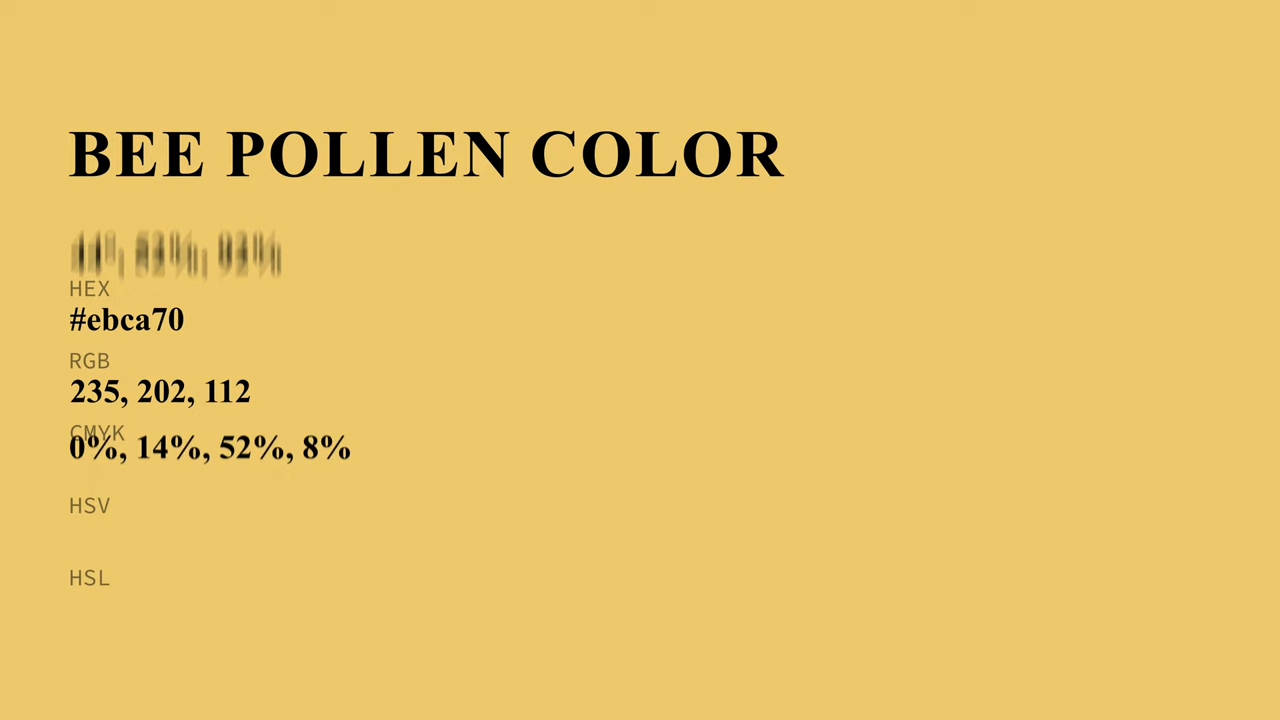 BEE POLLEN COLOR
HEX
#ebca70
RGB
235, 202, 112
CMYK
0%, 14%, 52%, 8%
HSV
HSL